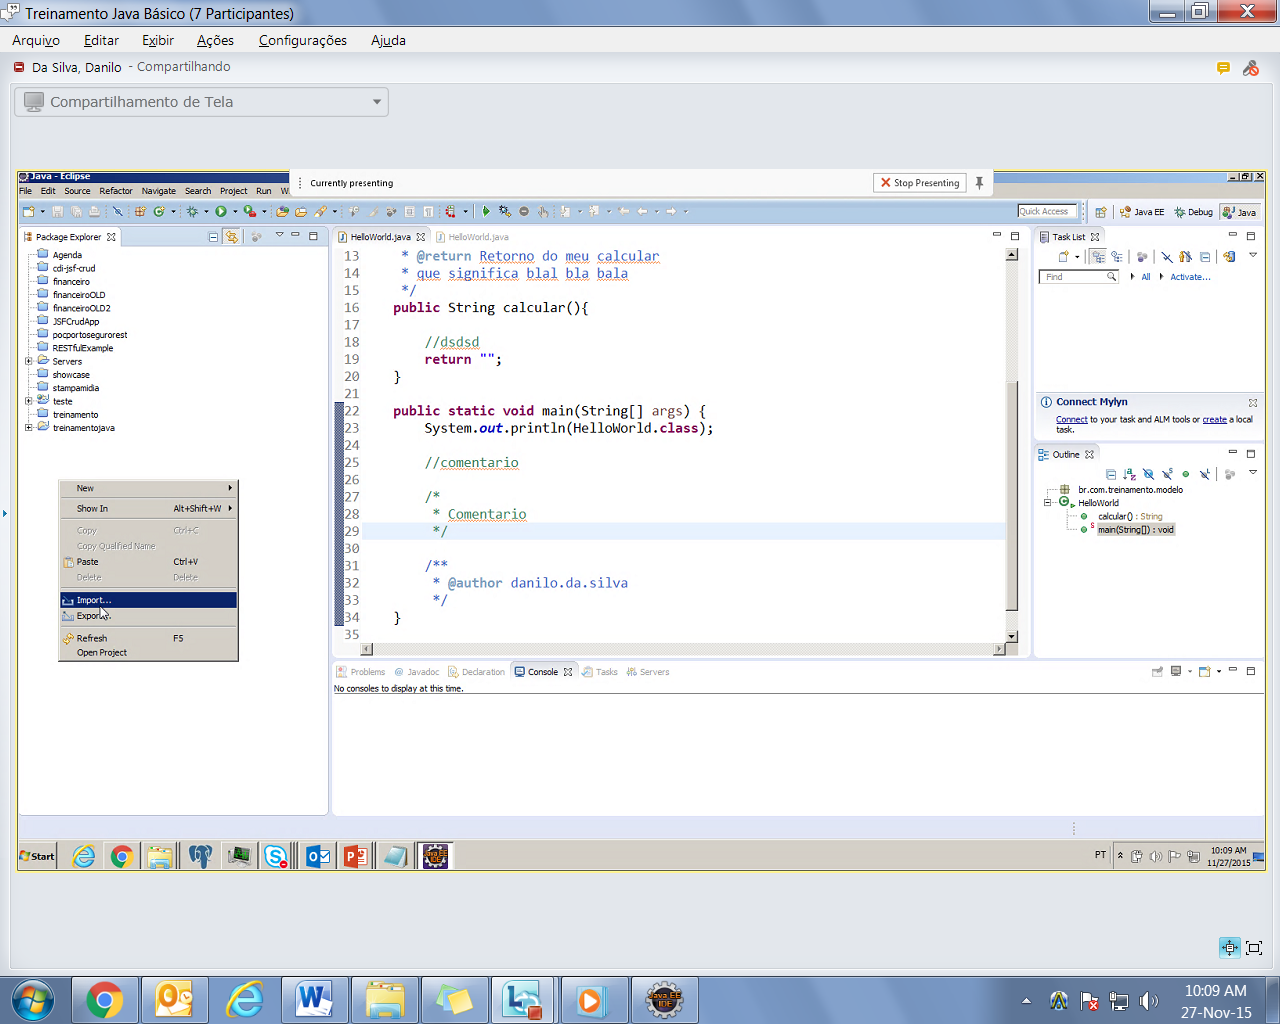 Treinamento Java Básico (7 Participantes)
Arquivo Editar Exibir Ações Configurações Ajuda
Da Silva, Danilo - Compartilhando
Compartilhamento de Tela
Java - Eclipse
File Edit Source Refactor Navigate Search Project Run W
Currently presenting
Stop Presenting
Quick Access
Java EE
Debug
Java
Package Explorer
Agenda
cdi-jsf-crud
financeiro
financeiroOLD
financeiroOLD2
JSFCrudApp
pocportosegurorest
RESTfulExample
Servers
showcase
stampamidia
teste
treinamento
treinamentojava
New
Show In Alt+Shift+W
Copy Ctrl+C
Copy Qualified Name
Paste Ctrl+V
Delete Delete
Import...
Export...
Refresh F5
Open Project
HelloWorld.java
HelloWorld.java
13 * @return Retorno do meu calcular
14 * que significa blal bla bala
15 */
16 public String calcular(){
17
18 //dsdsd
19 return "";
20 }
21
22 public static void main(String[] args) {
23 System.out.println(HelloWorld.class);
24
25 //comentario
26
27 /*
28 * Comentario
29 */
30
31 /**
32 * @author danilo.da.silva
33 */
34 }
35
Task List
Find
All
Activate...
Connect Mylyn
Connect to your task and ALM tools or create a local
task.
Outline
br.com.treinamento.modelo
HelloWorld
calcular() : String
main(String[]) : void
Problems Javadoc Declaration Console Tasks Servers
No consoles to display at this time.
Start
PT
10:09 AM
11/27/2015
10:09 AM
27-Nov-15